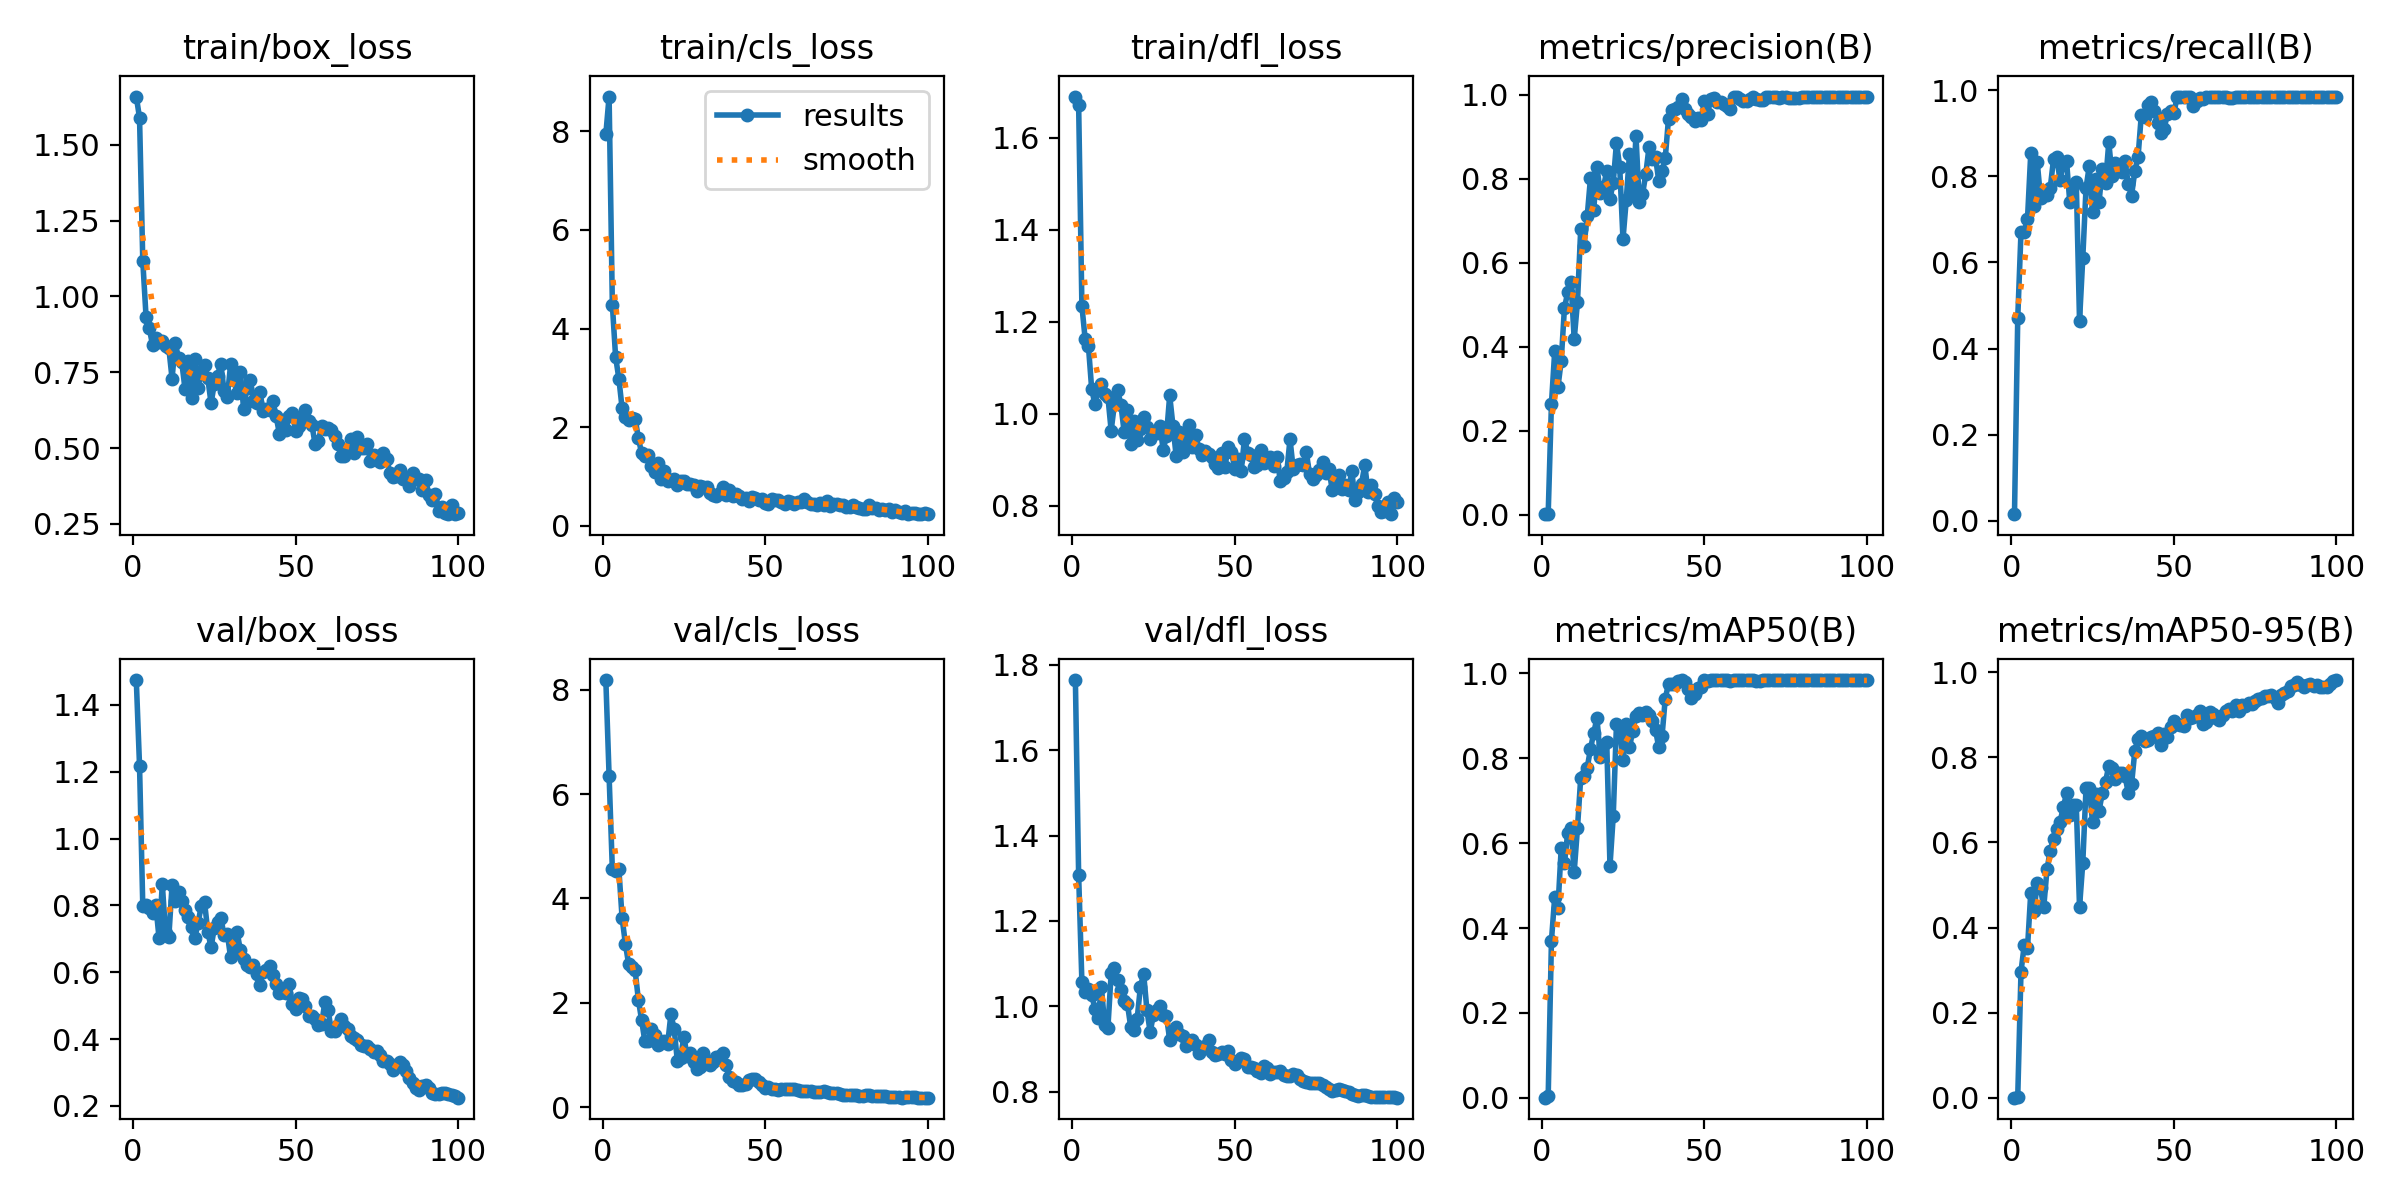 train/box_loss
train/cls_loss
train/dfl_loss
metrics/precision(B)
metrics/recall(B)
1.50
1.25
1.00
0.75
0.50
0.25
0 50 100
8
6
4
2
0
0 50 100
results
smooth
1.6
1.4
1.2
1.0
0.8
0 50 100
1.0
0.8
0.6
0.4
0.2
0.0
0 50 100
1.0
0.8
0.6
0.4
0.2
0.0
0 50 100
val/box_loss
val/cls_loss
val/dfl_loss
metrics/mAP50(B)
metrics/mAP50-95(B)
1.4
1.2
1.0
0.8
0.6
0.4
0.2
0 50 100
8
6
4
2
0
0 50 100
1.8
1.6
1.4
1.2
1.0
0.8
0 50 100
1.0
0.8
0.6
0.4
0.2
0.0
0 50 100
1.0
0.8
0.6
0.4
0.2
0.0
0 50 100